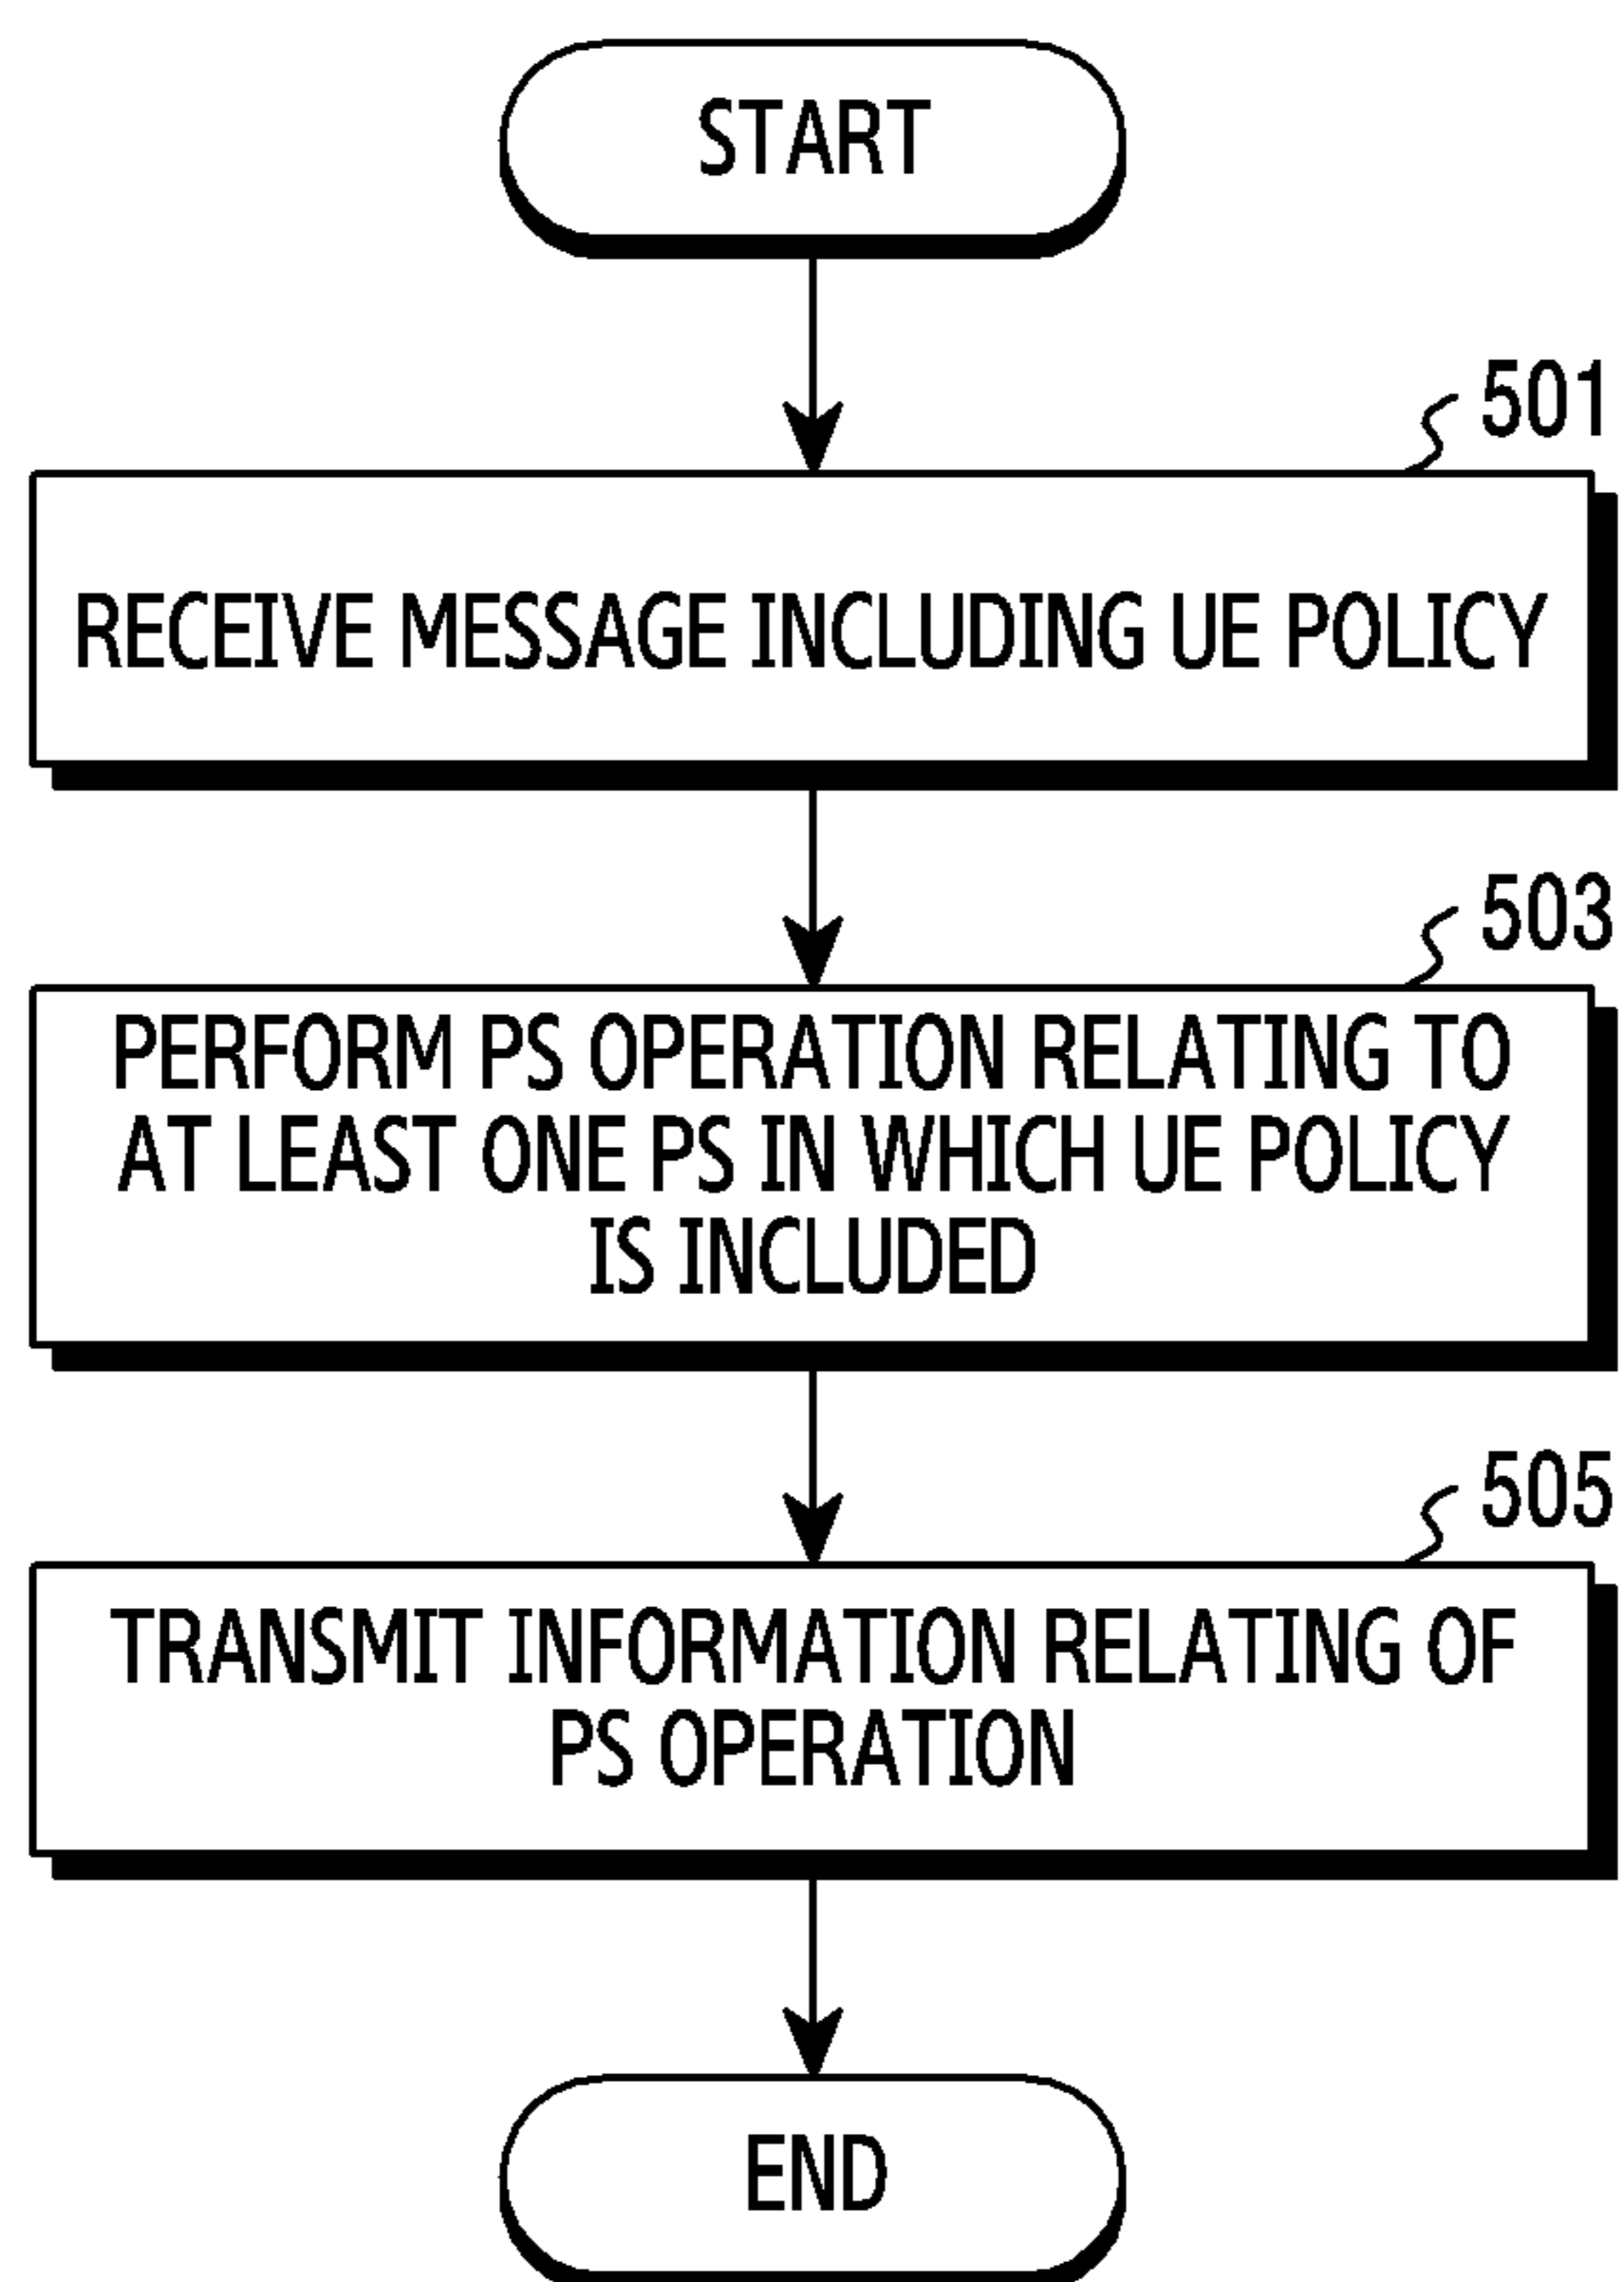 START
501
RECEIVE MESSAGE INCLUDING UE POLICY
503
PERFORM PS OPERATION RELATING TO
AT LEAST ONE PS IN WHICH UE POLICY
IS INCLUDED
505
TRANSMIT INFORMATION RELATING OF
PS OPERATION
END